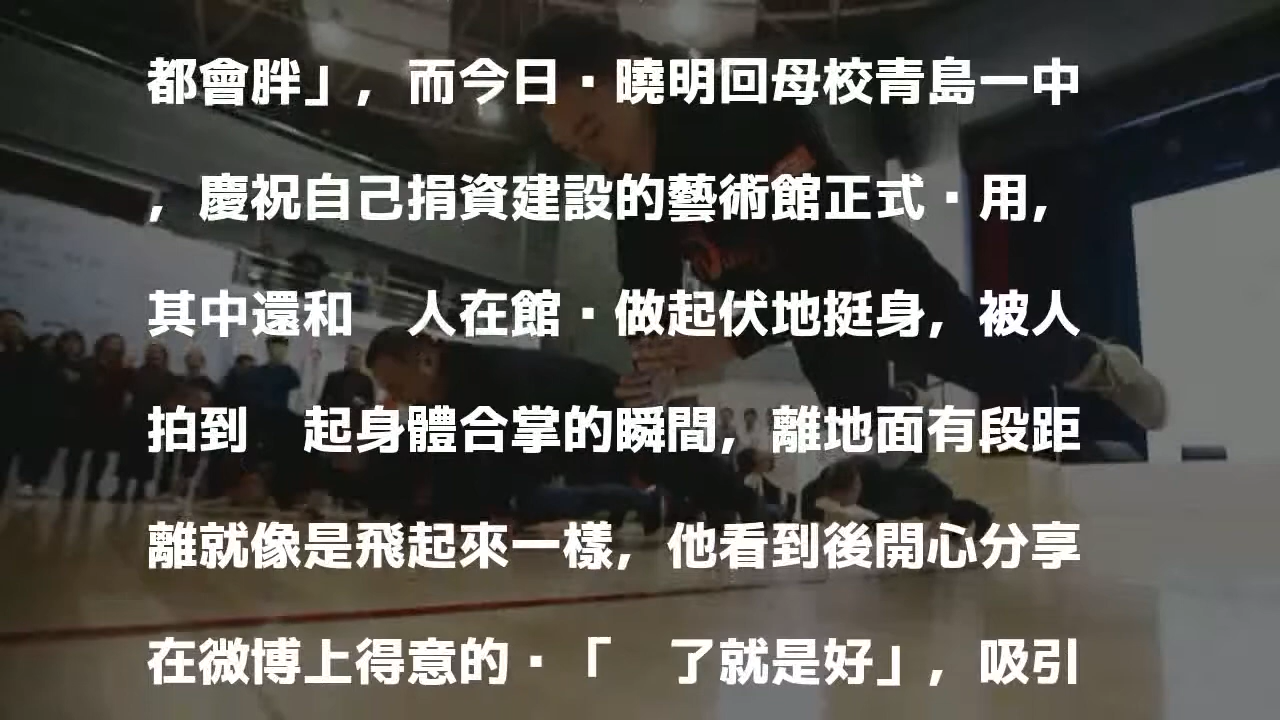 都會胖」，而今日·曉明回母校青島一中
，慶祝自己捐資建設的藝術館正式·用，
其中還和　人在館·做起伏地挺身，被人
拍到　起身體合掌的瞬間，離地面有段距
離就像是飛起來一樣，他看到後開心分享
在微博上得意的·「　了就是好」，吸引